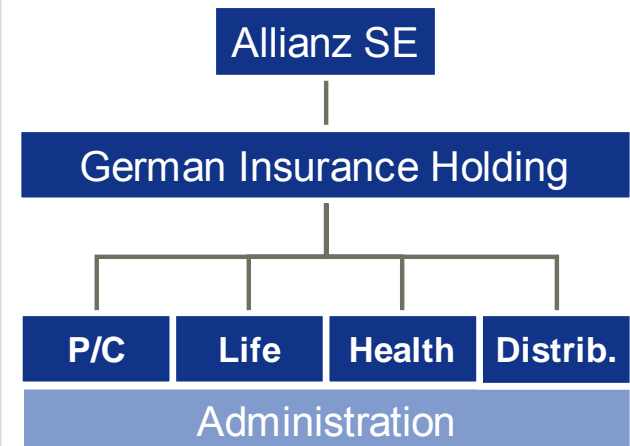 Allianz SE
German Insurance Holding
P/C Life Health Distrib.
Administration